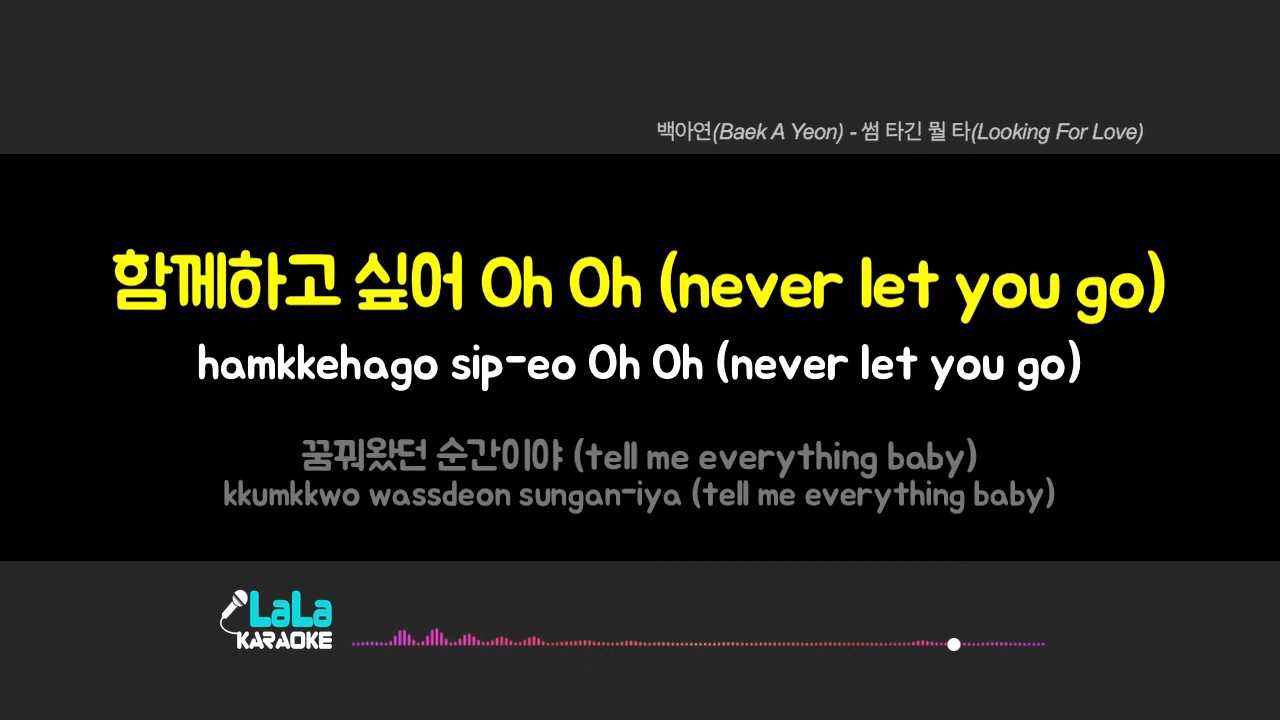 백아연(Baek A Yeon) - 썸 타긴 뭘 타(Looking For Love)
함께하고 싶어 Oh Oh (never let you go)
hamkkehago sip-eo Oh Oh (never let you go)
꿈꿔왔던 순간이야 (tell me everything baby)
kkumkkwo wassdeon sungan-iya (tell me everything baby)
LaLa
KARAOKE